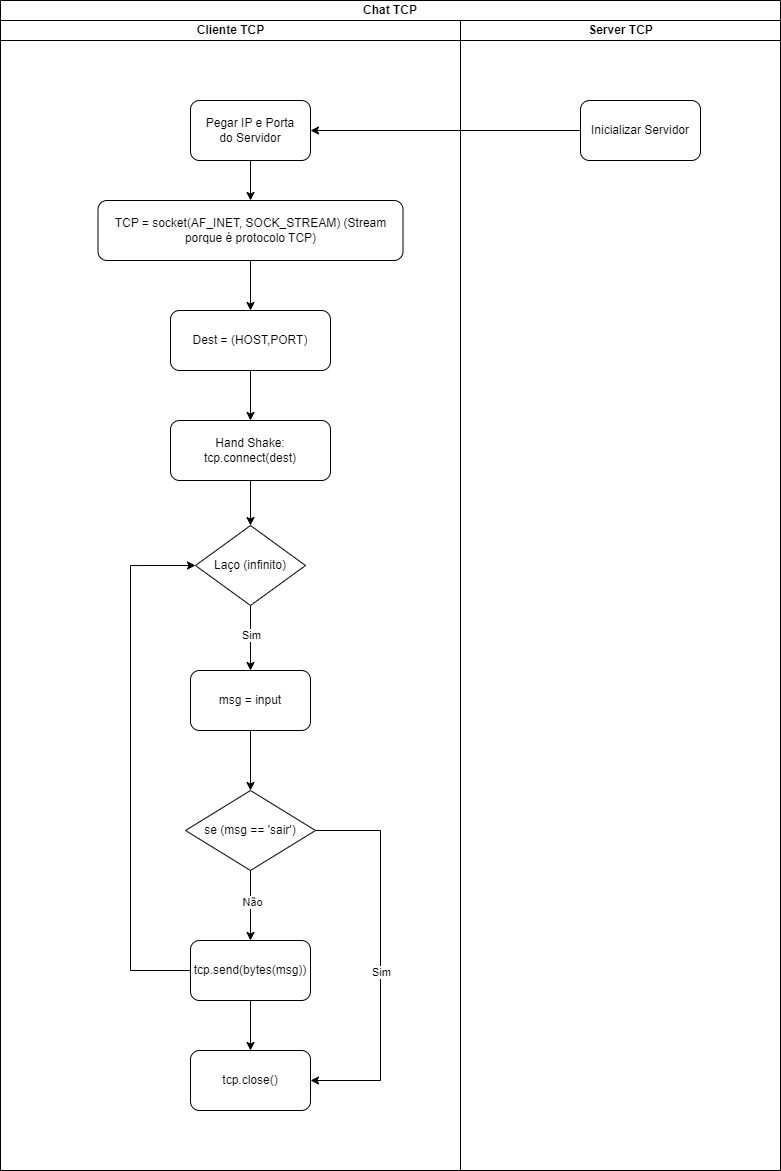 Chat TCP
Cliente TCP
Server TCP
Pegar IP e Porta
do Servidor
Inicializar Servidor
TCP = socket(AF_INET, SOCK_STREAM) (Stream
porque é protocolo TCP)
Dest = (HOST,PORT)
Hand Shake:
tcp.connect(dest)
Laço (infinito)
Sim
msg = input
se (msg == 'sair')
Não
tcp.send(bytes(msg))
Sim
tcp.close()